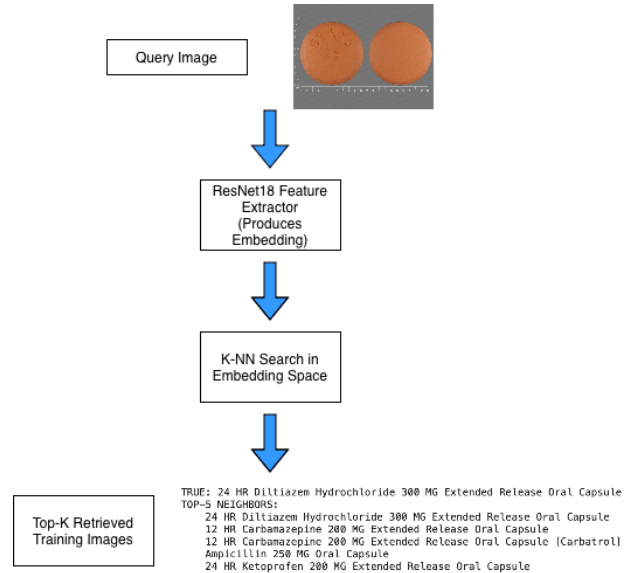 Query Image
ResNet18 Feature
Extractor
(Produces
Embedding)
K-NN Search in
Embedding Space
Top-K Retrieved
Training Images
TRUE: 24 HR Diltiazem Hydrochloride 300 MG Extended Release Oral Capsule
TOP-5 NEIGHBORS:
24 HR Diltiazem Hydrochloride 300 MG Extended Release Oral Capsule
12 HR Carbamazepine 200 MG Extended Release Oral Capsule
12 HR Carbamazepine 200 MG Extended Release Oral Capsule [Carbatrol]
Ampicillin 250 MG Oral Capsule
24 HR Ketoprofen 200 MG Extended Release Oral Capsule